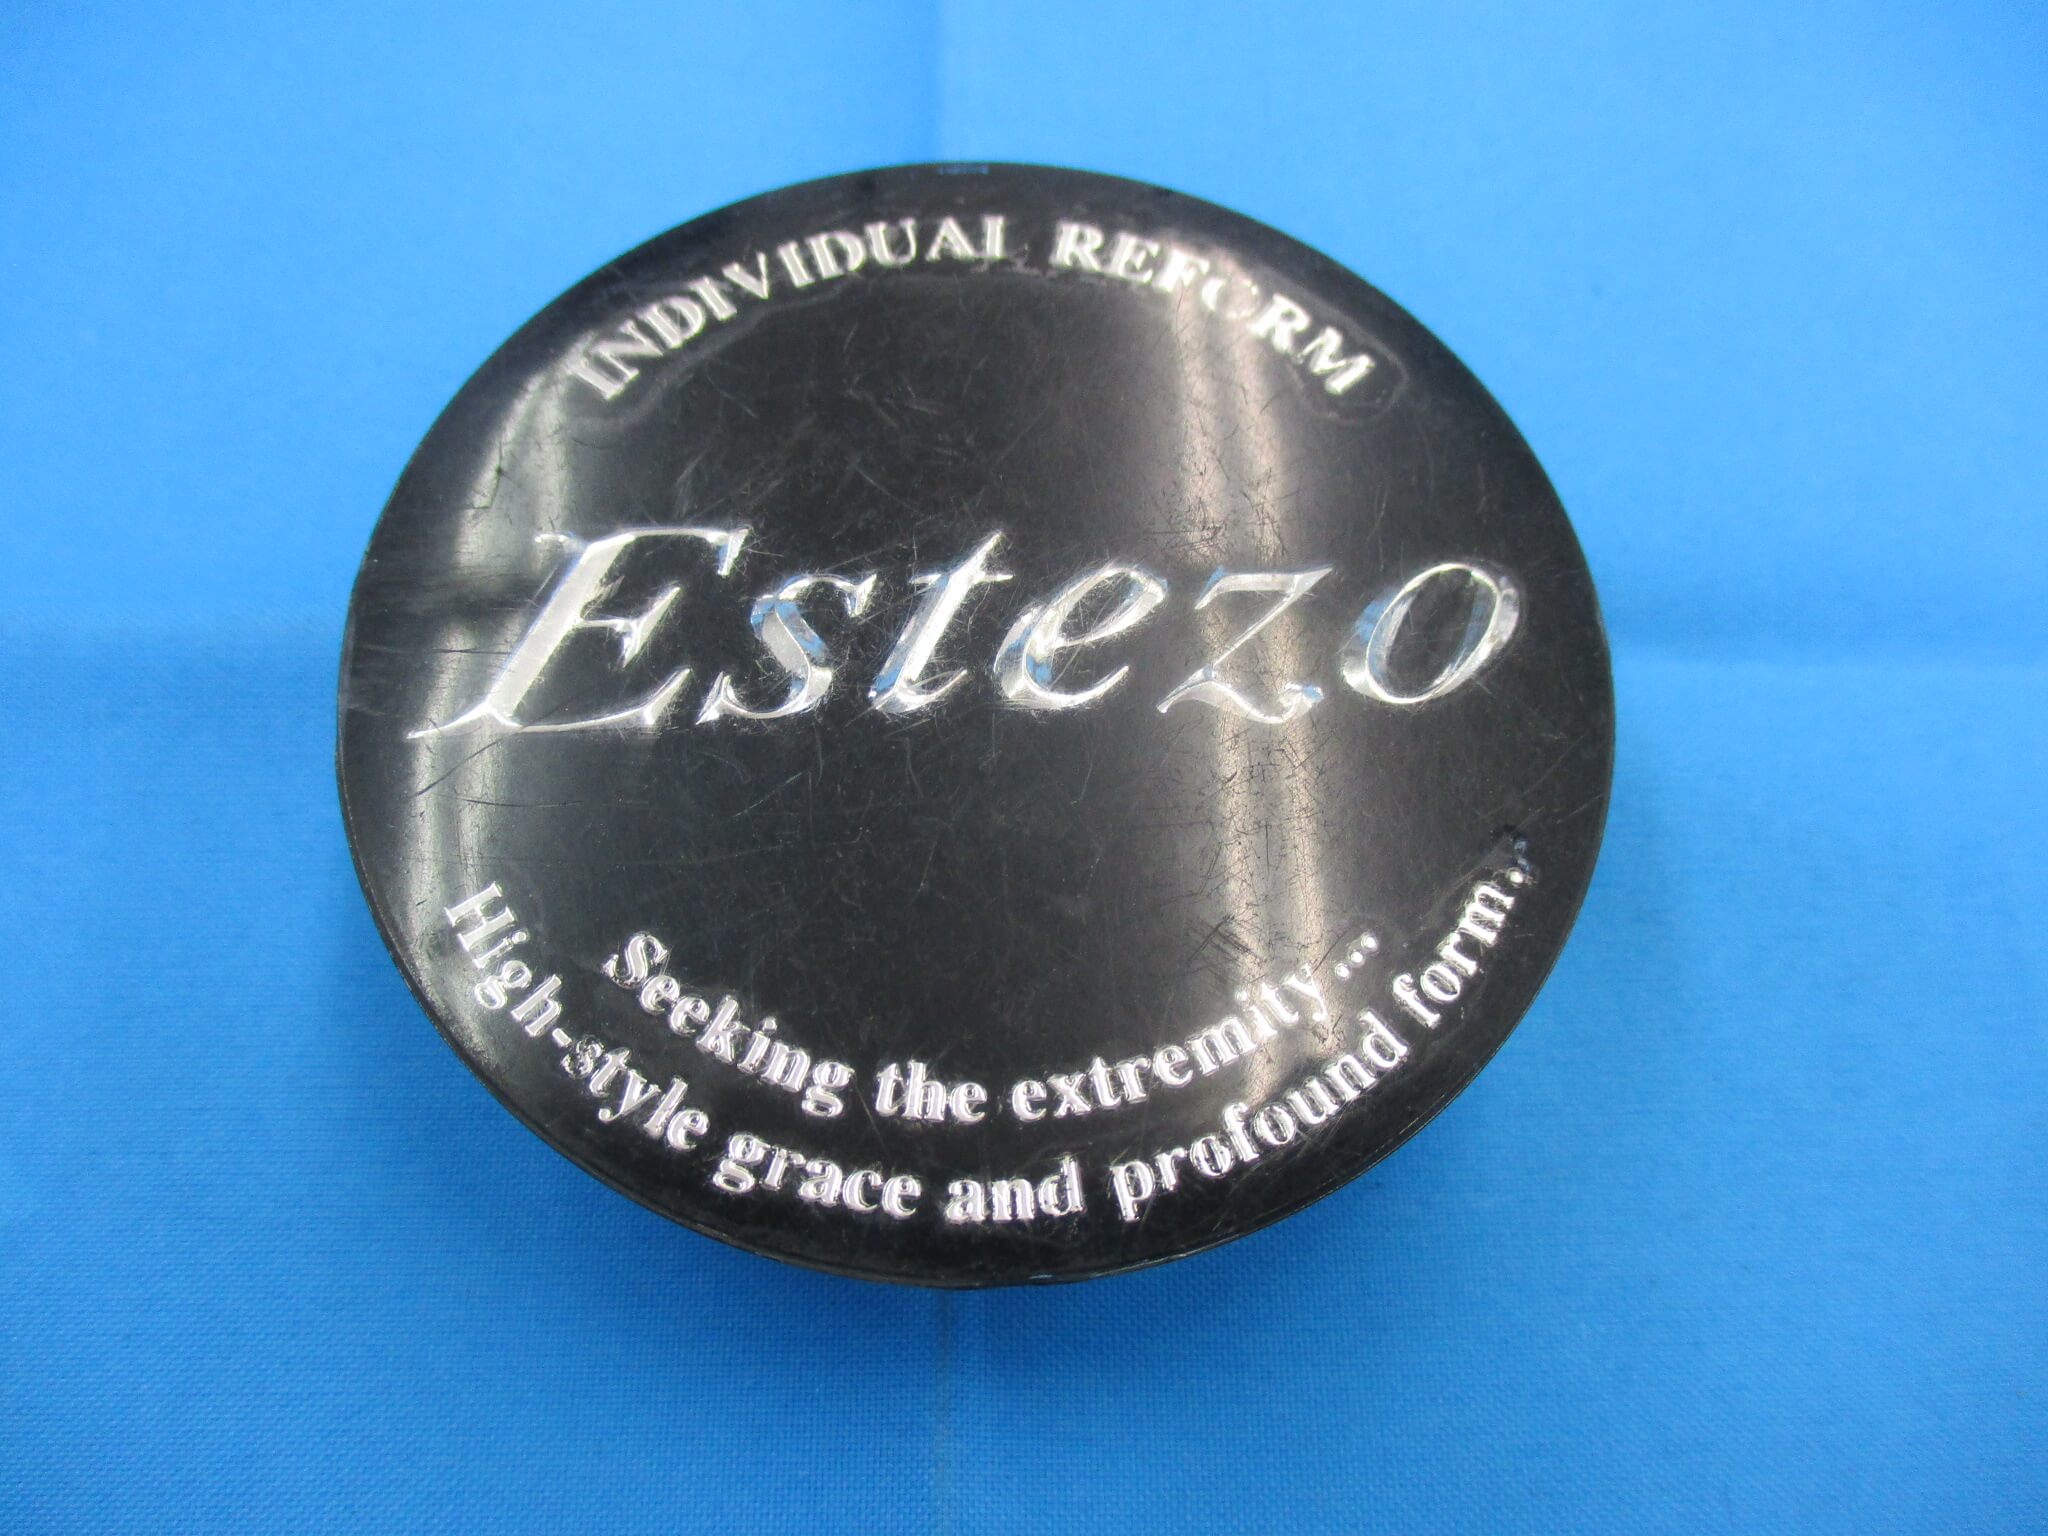 INDIVIDUAL REFORM
Estezo
Seeking the extremity...
High-style grace and profound form...